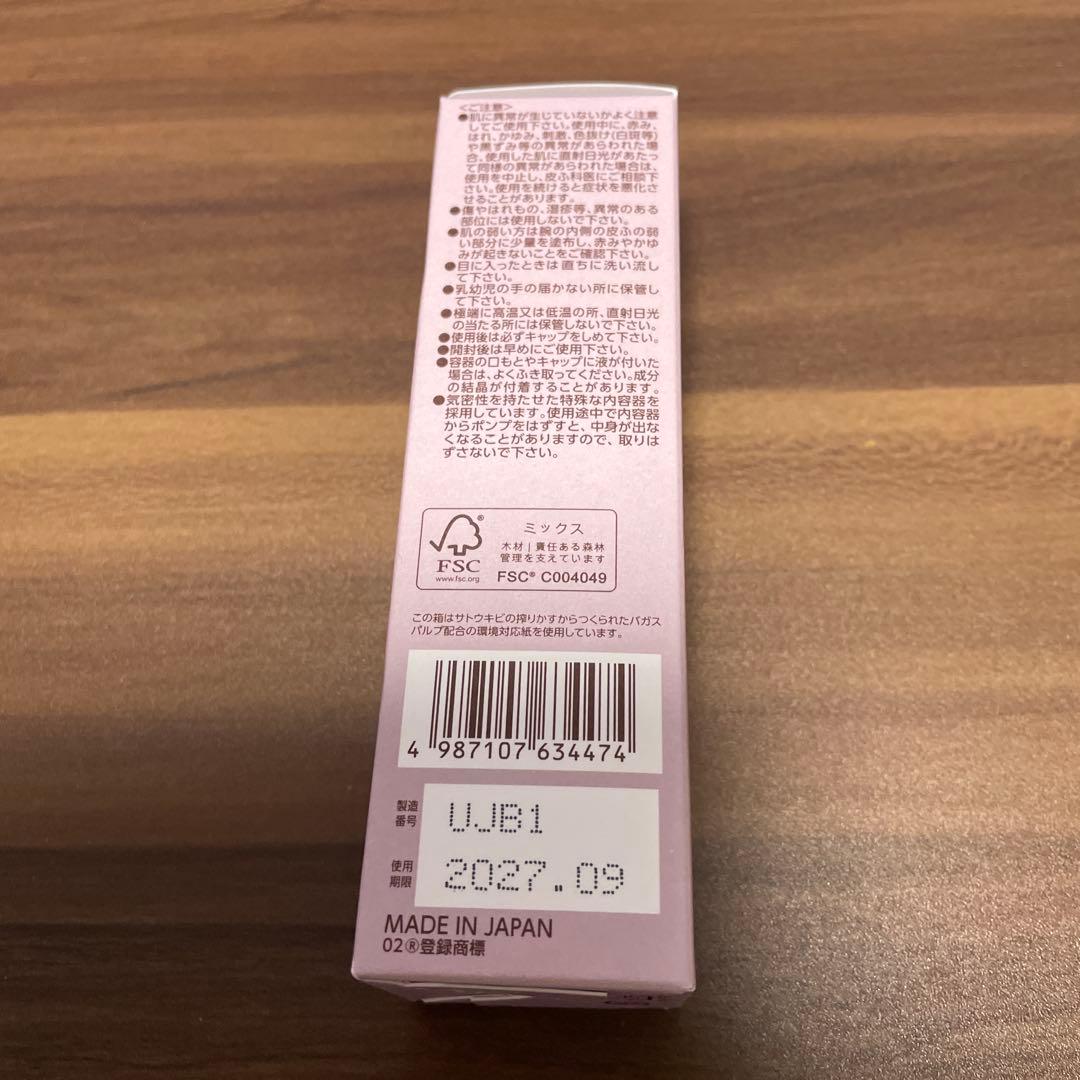 <ご注意>
●肌に異常が生じていないかよく注意
してご使用下さい。使用中に、赤み、
はれ、かゆみ、刺激、色抜け(白斑等)
や黒ずみ等の異常があらわれた場
合、使用した肌に直射日光があたっ
て同様の異常があらわれた場合は、
使用を中止し、皮ふ科医にご相談下
さい。使用を続けると症状を悪化さ
せることがあります。
●傷やはれもの、湿疹等、異常のある
部位には使用しないで下さい。
●肌の弱い方は腕の内側の皮ふの弱
い部分に少量を塗布し、赤みやかゆ
みが起きないことをご確認下さい。
●目に入ったときは直ちに洗い流し
て下さい。
●乳幼児の手の届かない所に保管し
て下さい。
●極端に高温又は低温の所、直射日光
の当たる所には保管しないで下さい。
●使用後は必ずキャップをしめて下さい。
●開封後は早めにご使用下さい。
●容器の口もとやキャップに液が付いた
場合は、よくふき取ってください。成分
の結晶が付着することがあります。
●気密性を持たせた特殊な内容器を
採用しています。使用途中で内容器
からポンプをはずすと、中身が出な
くなることがありますので、取りは
ずさないで下さい。
FSC®
www.fsc.org
ミックス
木材|責任ある森林
管理を支えています
FSC® C004049
この箱はサトウキビの搾りかすからつくられたバガス
パルプ配合の環境対応紙を使用しています。
4 987107 634474
製造
番号
UJB1
使用
期限
2027.09
MADE IN JAPAN
02®登録商標